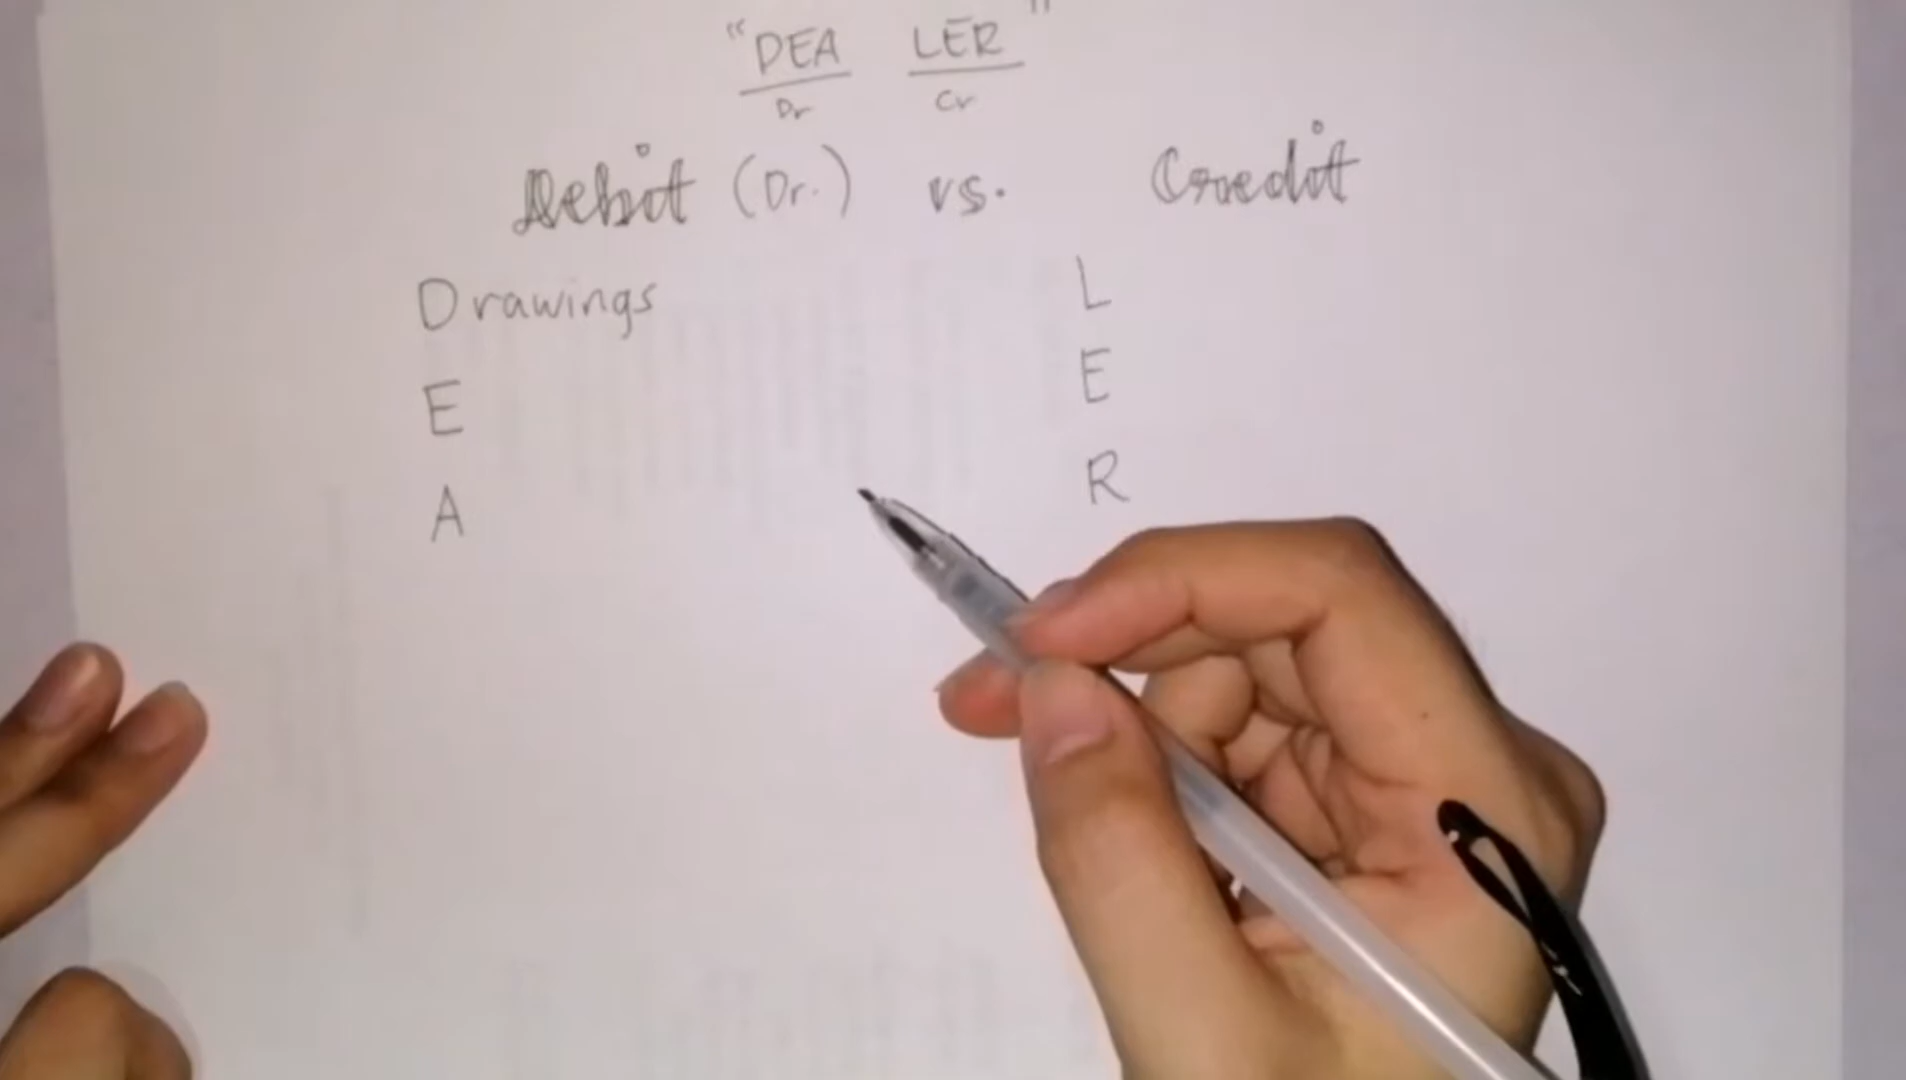 "DEA LER"
Dr Cr
Debit (Dr.) vs. Credit
Drawings L
E E
A R